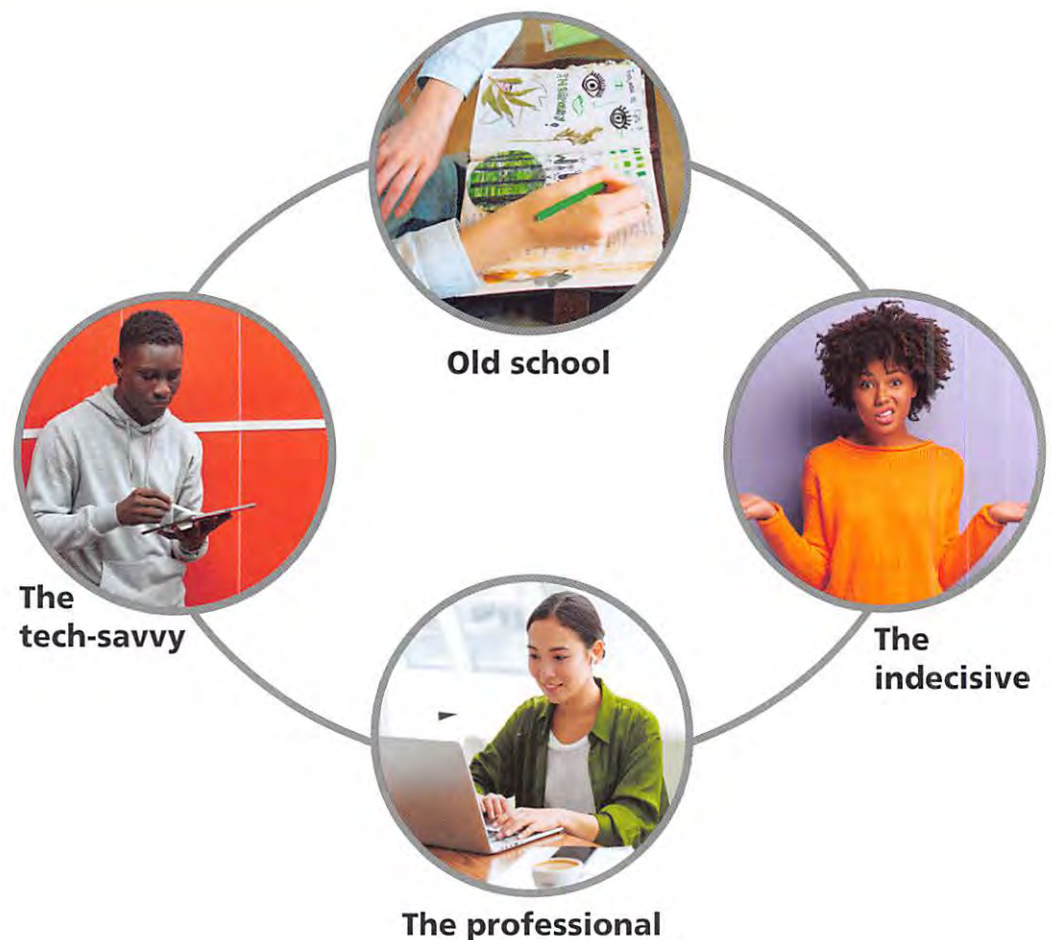 Old school
The
tech-savvy
The
indecisive
The professional